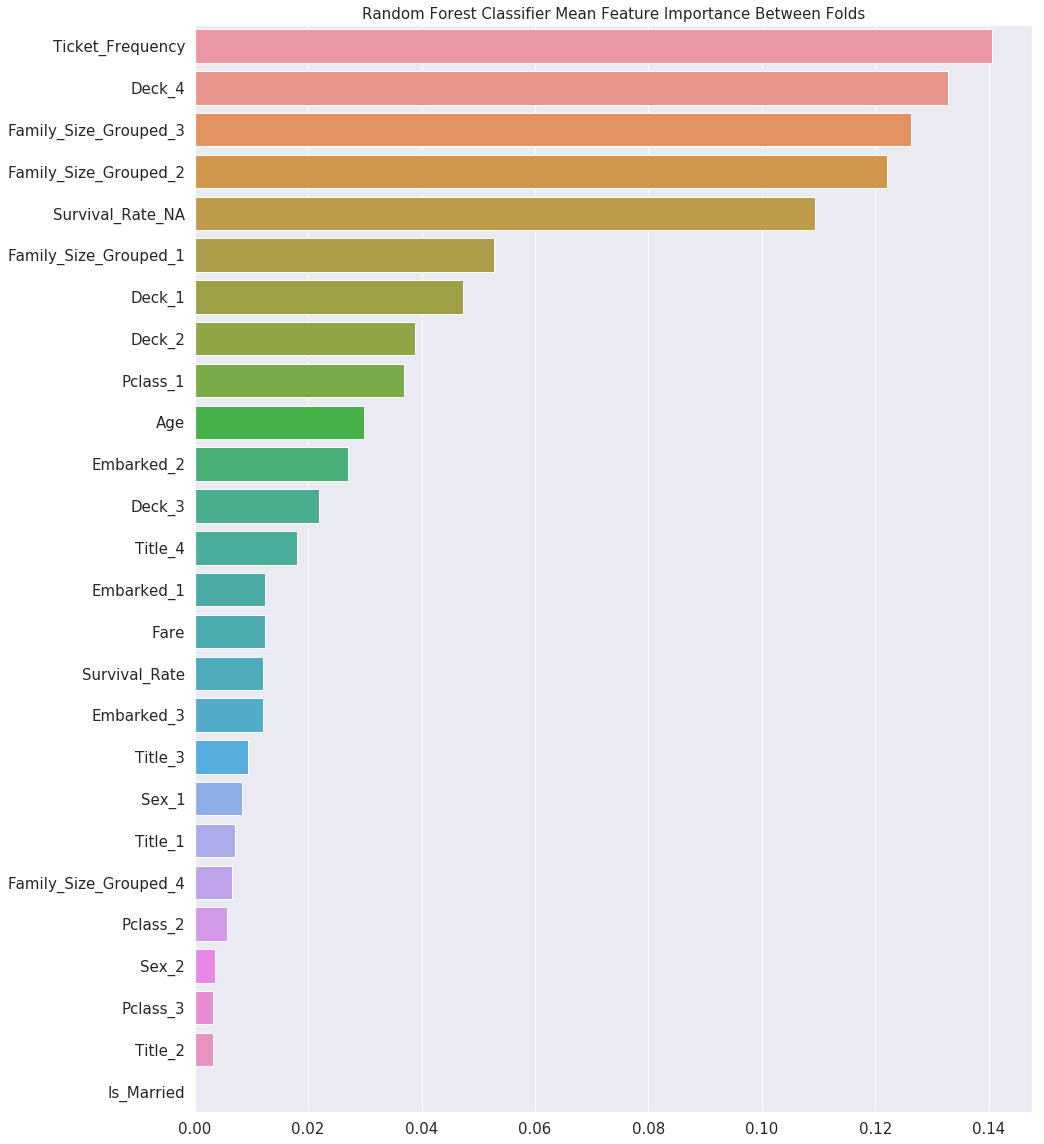 Random Forest Classifier Mean Feature Importance Between Folds
Ticket_Frequency
Deck_4
Family_Size_Grouped_3
Family_Size_Grouped_2
Survival_Rate_NA
Family_Size_Grouped_1
Deck_1
Deck_2
Pclass_1
Age
Embarked_2
Deck_3
Title_4
Embarked_1
Fare
Survival_Rate
Embarked_3
Title_3
Sex_1
Title_1
Family_Size_Grouped_4
Pclass_2
Sex_2
Pclass_3
Title_2
Is_Married
0.00 0.02 0.04 0.06 0.08 0.10 0.12 0.14